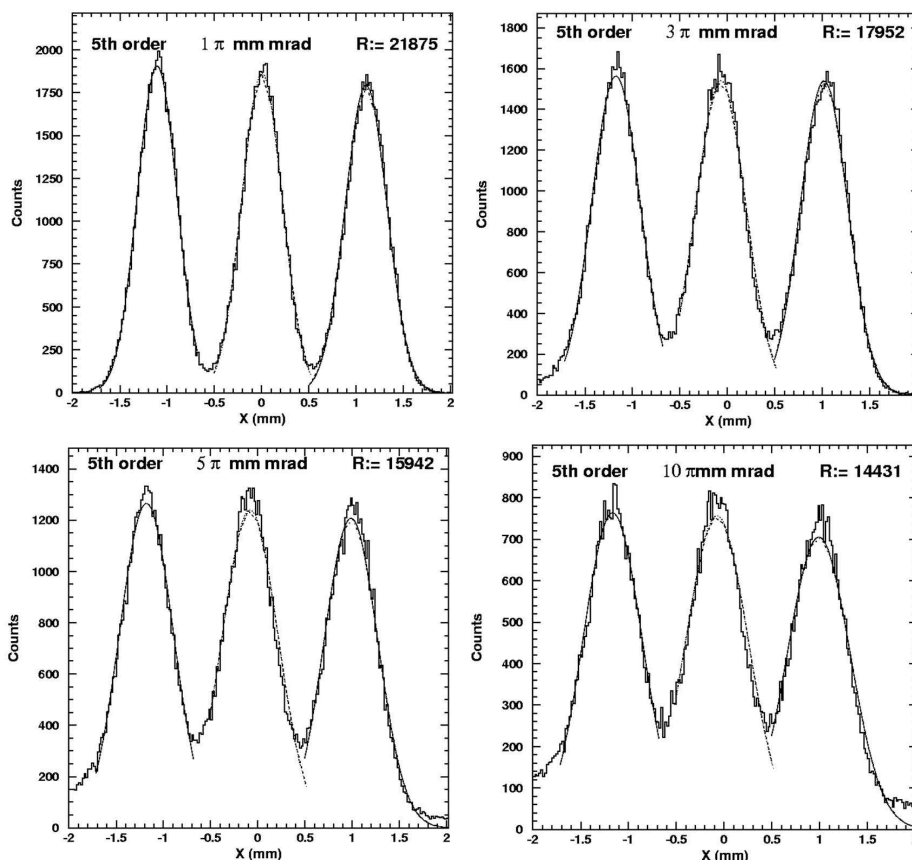 5th order 1 π mm mrad R:= 21875
2000
1750
1500
1250
1000
750
500
250
0
Counts
-2 -1.5 -1 -0.5 0 0.5 1 1.5 2
X (mm)
5th order 3 π mm mrad R:= 17952
1800
1600
1400
1200
1000
800
600
400
200
0
Counts
-2 -1.5 -1 -0.5 0 0.5 1 1.5
X (mm)
5th order 5 π mm mrad R:= 15942
1400
1200
1000
800
600
400
200
0
Counts
-2 -1.5 -1 -0.5 0 0.5 1 1.5 2
X (mm)
5th order 10 πmm mrad R:= 14431
900
800
700
600
500
400
300
200
100
0
Counts
-2 -1.5 -1 -0.5 0 0.5 1 1.5
X (mm)